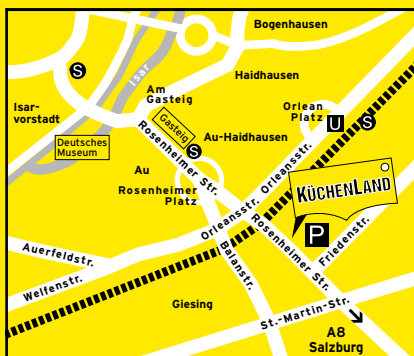 Bogenhausen
S
Isar
Haidhausen
Am
Gasteig
Isar-
vorstadt
Orlean
Platz
Gasteig
U
S
Rosenheimer Str.
Au-Haidhausen
Deutsches
Museum
S
Orleansstr.
Au
Rosenheimer
Platz
KÜCHENLAND
Orleansstr.
Rosenheimer Str.
P
Friedenstr.
Auerfeldstr.
Balanstr.
Welfenstr.
Giesing
St.-Martin-Str.
A8
Salzburg